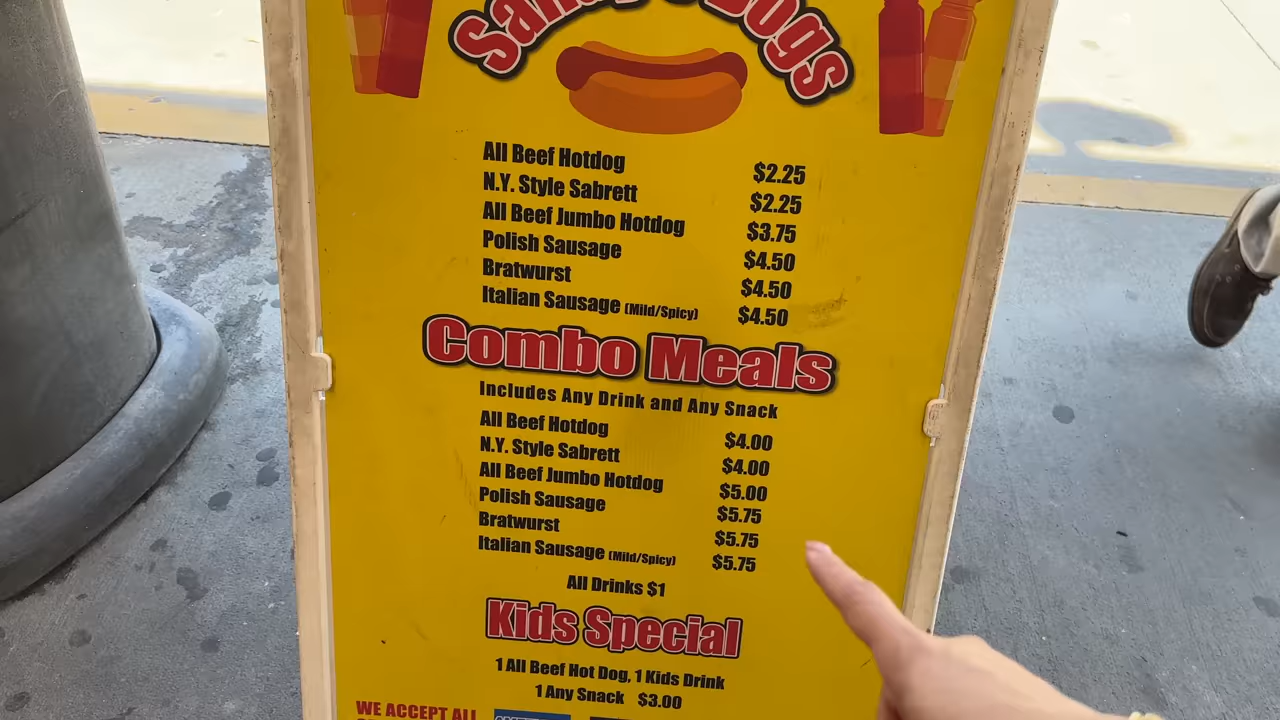 Dogs
All Beef Hotdog $2.25
N.Y. Style Sabrett $2.25
All Beef Jumbo Hotdog $3.75
Polish Sausage $4.50
Bratwurst $4.50
Italian Sausage (Mild/Spicy) $4.50
Combo Meals
Includes Any Drink and Any Snack
All Beef Hotdog $4.00
N.Y. Style Sabrett $4.00
All Beef Jumbo Hotdog $5.00
Polish Sausage $5.75
Bratwurst $5.75
Italian Sausage (Mild/Spicy) $5.75
All Drinks $1
Kids Special
1 All Beef Hot Dog, 1 Kids Drink
1 Any Snack $3.00
WE ACCEPT ALL